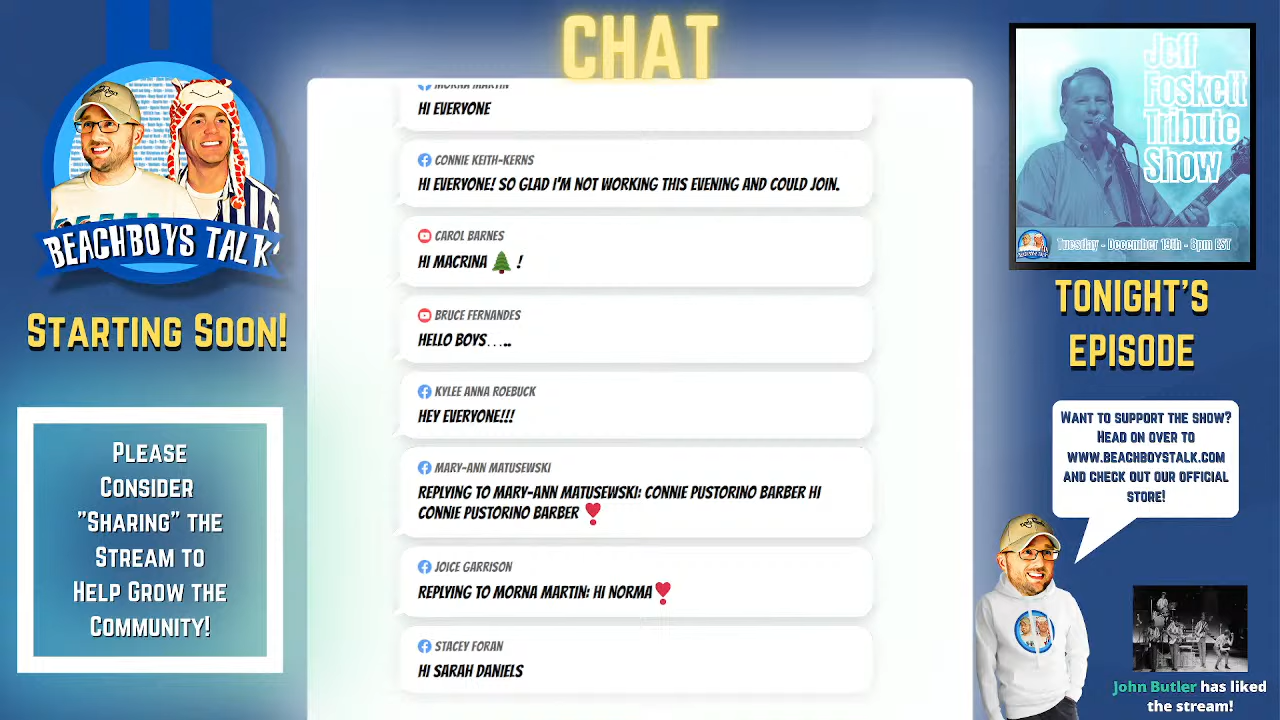 CHAT
BEACHBOYS TALK
STARTING SOON!
PLEASE
CONSIDER
"SHARING" THE
STREAM TO
HELP GROW THE
COMMUNITY!
MORNA MARTIN
HI EVERYONE
CONNIE KEITH-KERNS
HI EVERYONE! SO GLAD I'M NOT WORKING THIS EVENING AND COULD JOIN.
CAROL BARNES
HI MACRINA 🌲 !
BRUCE FERNANDES
HELLO BOYS.....
KYLEE ANNA ROEBUCK
HEY EVERYONE!!!
MARY-ANN MATUSEWSKI
REPLYING TO MARY-ANN MATUSEWSKI: CONNIE PUSTORINO BARBER HI
CONNIE PUSTORINO BARBER ❣
JOICE GARRISON
REPLYING TO MORNA MARTIN: HI NORMA ❣
STACEY FORAN
HI SARAH DANIELS
Jeff
Foskett
Tribute
Show
Tuesday - December 19th - 8pm EST
TONIGHT'S
EPISODE
WANT TO SUPPORT THE SHOW?
HEAD ON OVER TO
WWW.BEACHBOYSTALK.COM
AND CHECK OUT OUR OFFICIAL
STORE!
John Butler has liked
the stream!